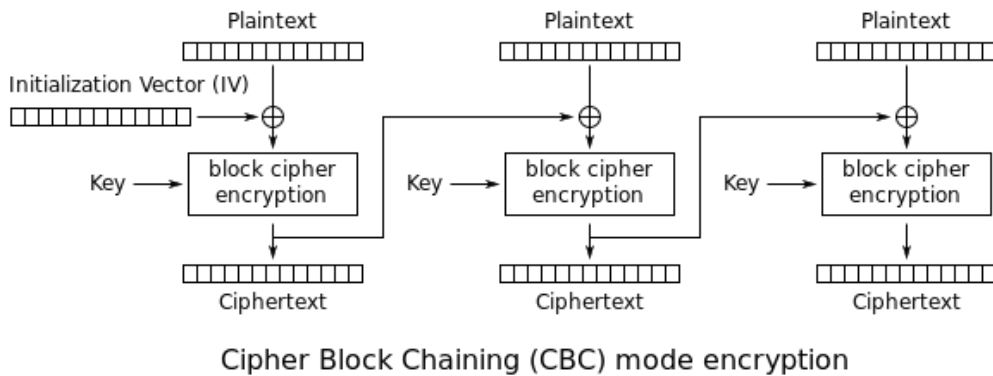 Plaintext
Plaintext
Plaintext
Initialization Vector (IV)
Key
block cipher
encryption
Key
block cipher
encryption
Key
block cipher
encryption
Ciphertext
Ciphertext
Ciphertext
Cipher Block Chaining (CBC) mode encryption